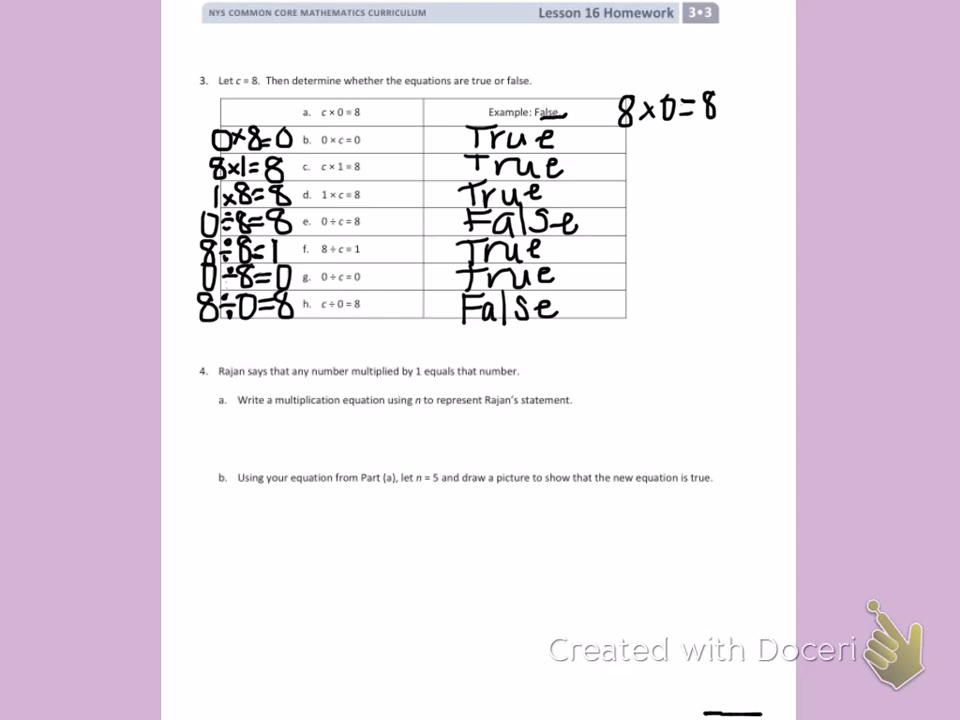 NYS COMMON CORE MATHEMATICS CURRICULUM Lesson 16 Homework 3•3
3. Let c = 8. Then determine whether the equations are true or false.
a. c × 0 = 8 Example: False 8×0=8
0×8=0 b. 0 × c = 0 True
8×1=8 c. c × 1 = 8 True
1×8=8 d. 1 × c = 8 True
0÷8=8 e. 0 ÷ c = 8 False
8÷8=1 f. 8 ÷ c = 1 True
0÷8=0 g. 0 ÷ c = 0 True
8÷0=8 h. c ÷ 0 = 8 False
4. Rajan says that any number multiplied by 1 equals that number.
a. Write a multiplication equation using n to represent Rajan's statement.
b. Using your equation from Part (a), let n = 5 and draw a picture to show that the new equation is true.
Created with Doceri